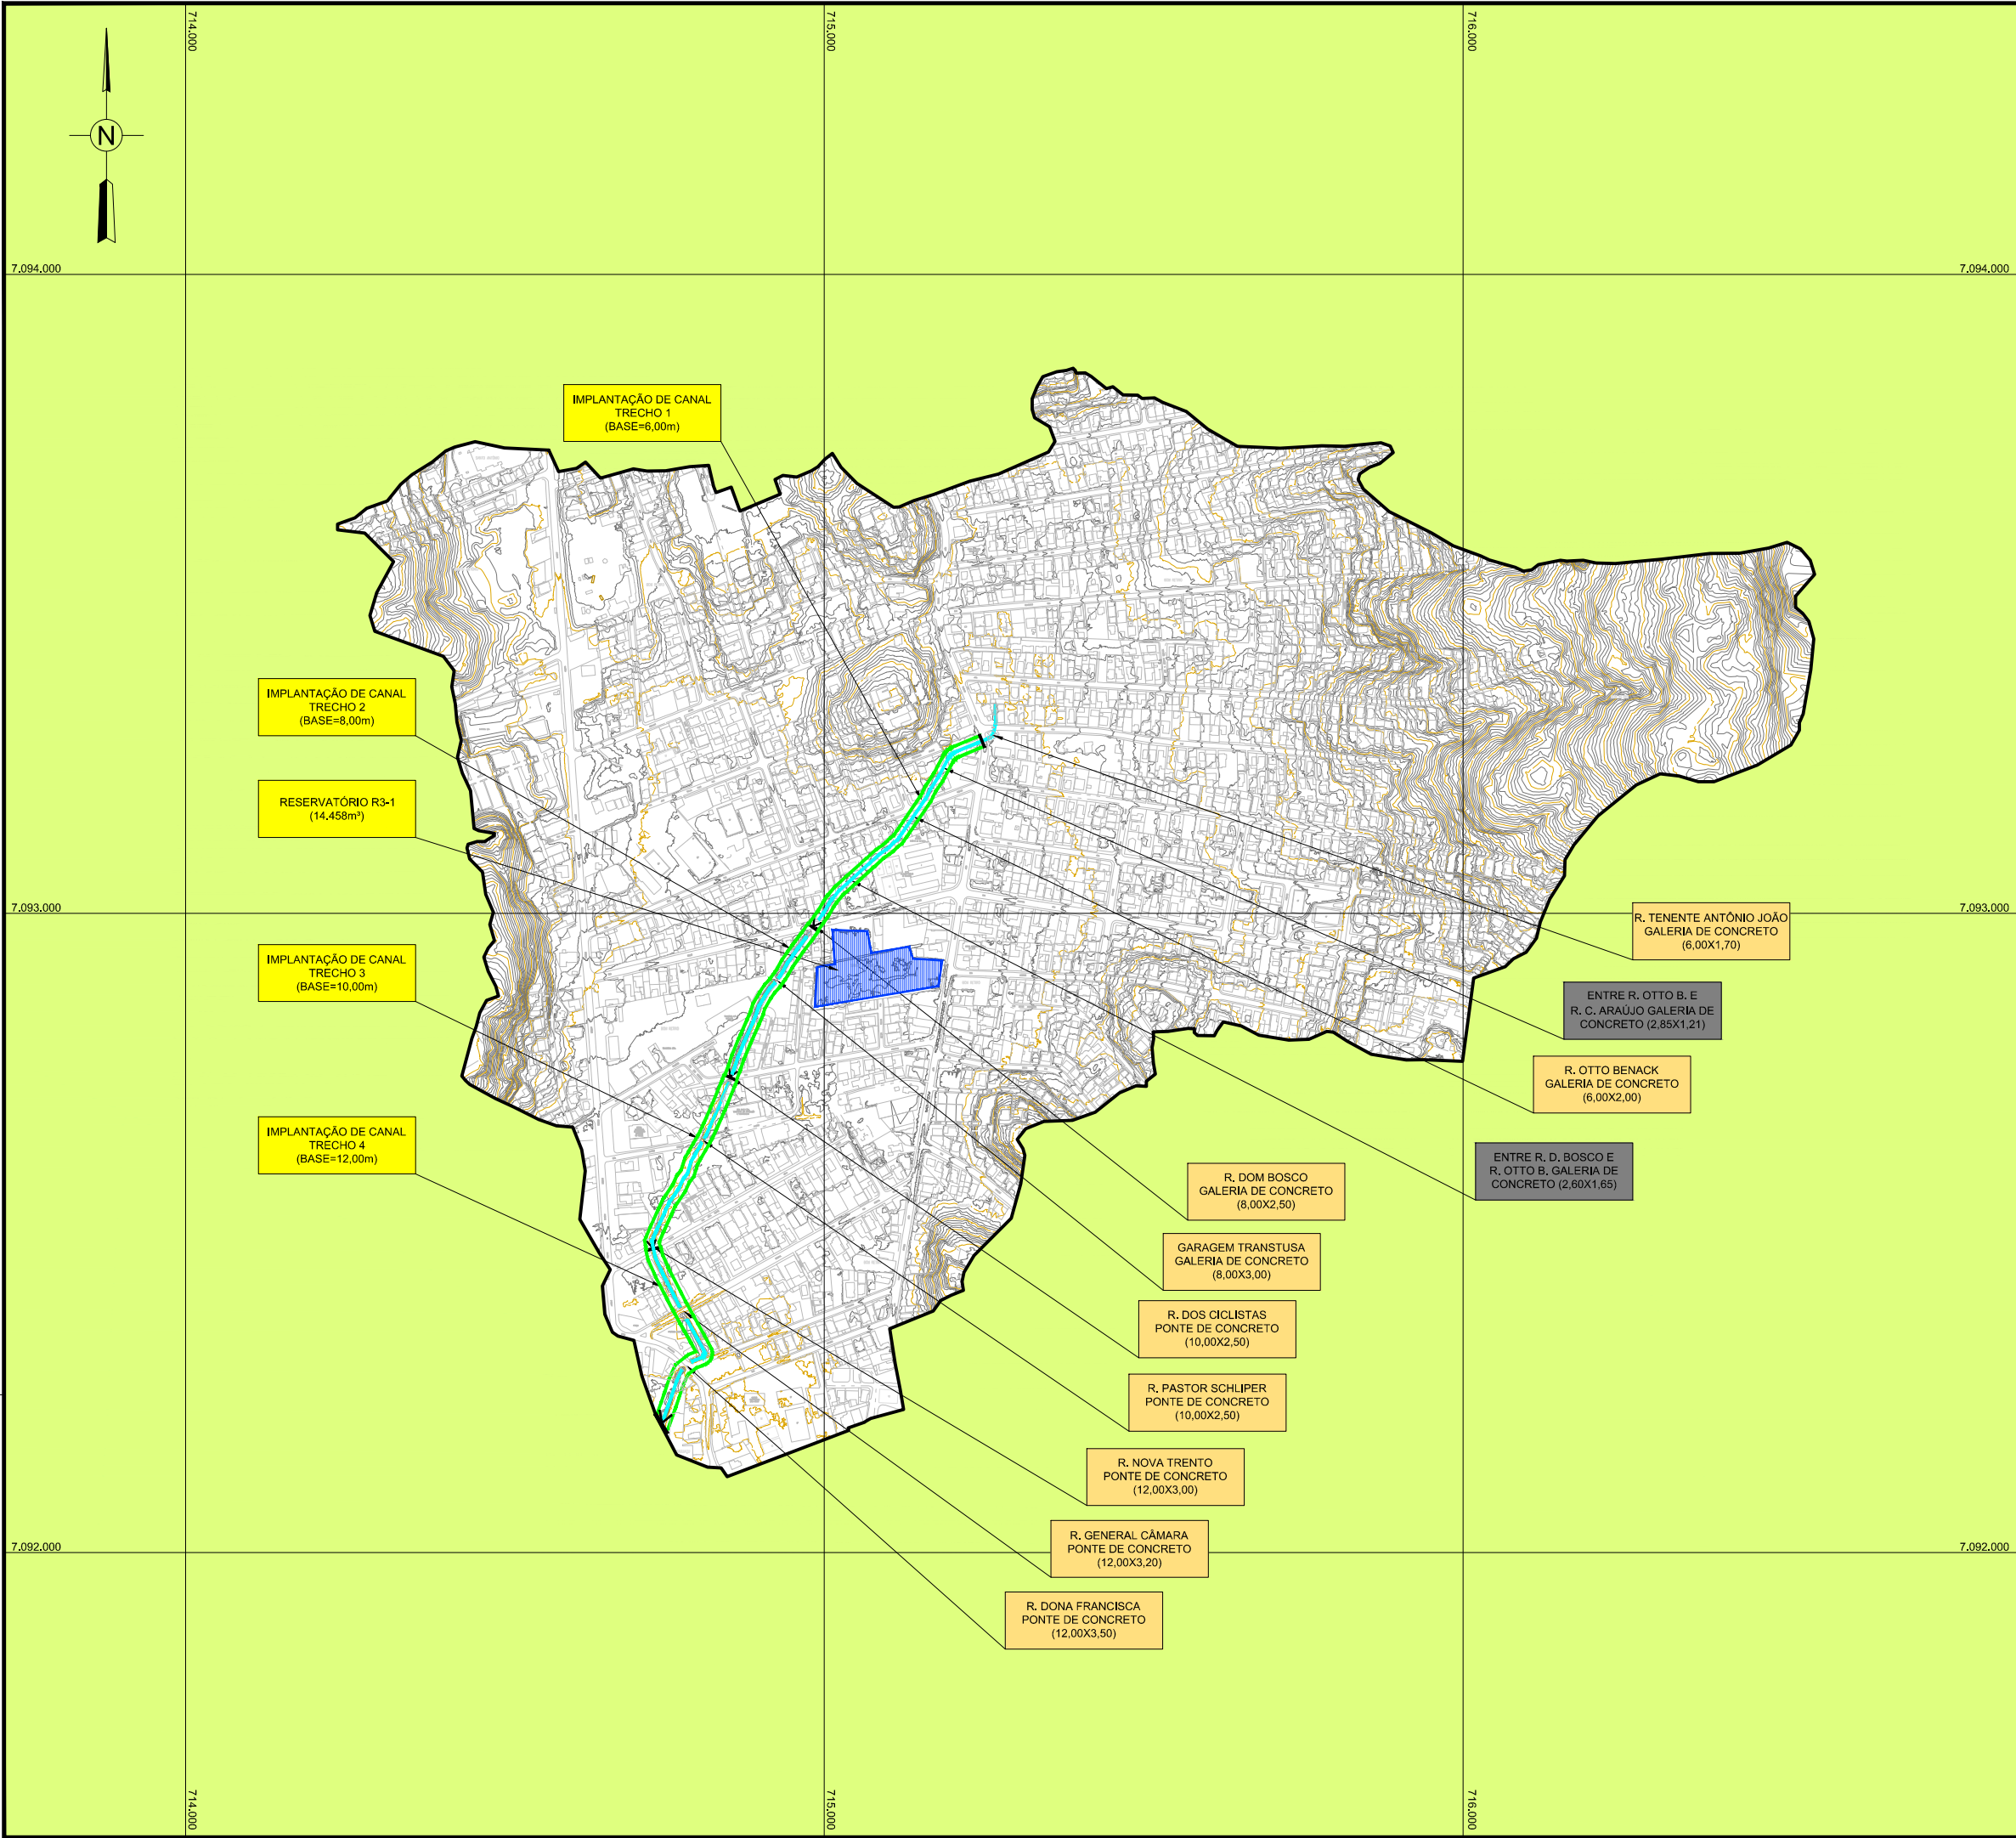 714.000
715.000
716.000
N
7.094.000
7.094.000
IMPLANTAÇÃO DE CANAL
TRECHO 1
(BASE=6,00m)
IMPLANTAÇÃO DE CANAL
TRECHO 2
(BASE=8,00m)
RESERVATÓRIO R3-1
(14.458m³)
7.093.000
7.093.000
R. TENENTE ANTÔNIO JOÃO
GALERIA DE CONCRETO
(6,00X1,70)
IMPLANTAÇÃO DE CANAL
TRECHO 3
(BASE=10,00m)
ENTRE R. OTTO B. E
R. C. ARAÚJO GALERIA DE
CONCRETO (2,85X1,21)
R. OTTO BENACK
GALERIA DE CONCRETO
(6,00X2,00)
IMPLANTAÇÃO DE CANAL
TRECHO 4
(BASE=12,00m)
ENTRE R. D. BOSCO E
R. OTTO B. GALERIA DE
CONCRETO (2,60X1,65)
R. DOM BOSCO
GALERIA DE CONCRETO
(8,00X2,50)
GARAGEM TRANSTUSA
GALERIA DE CONCRETO
(8,00X3,00)
R. DOS CICLISTAS
PONTE DE CONCRETO
(10,00X2,50)
R. PASTOR SCHLIPER
PONTE DE CONCRETO
(10,00X2,50)
R. NOVA TRENTO
PONTE DE CONCRETO
(12,00X3,00)
R. GENERAL CÂMARA
PONTE DE CONCRETO
(12,00X3,20)
7.092.000
7.092.000
R. DONA FRANCISCA
PONTE DE CONCRETO
(12,00X3,50)
714.000
715.000
716.000